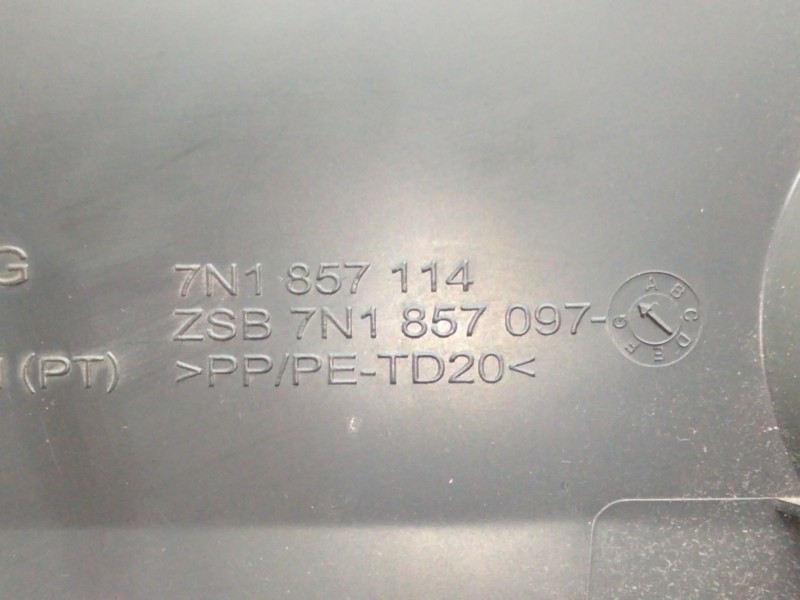 G
7N1 857 114
ZSB 7N1 857 097-
(PT) >PP/PE-TD20<
A B C D E F G